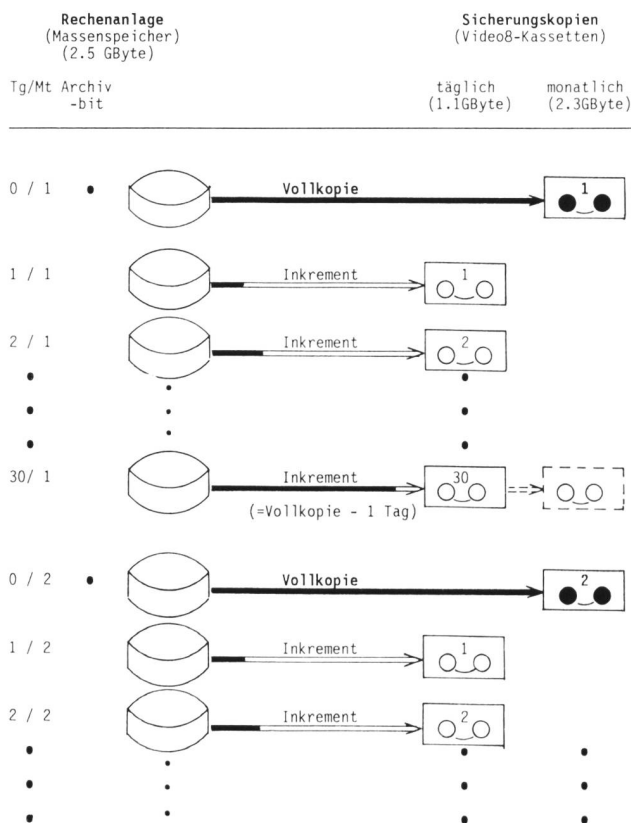 Rechenanlage
(Massenspeicher)
(2.5 GByte)
Sicherungskopien
(Video8-Kassetten)
Tg/Mt Archiv
-bit
täglich
(1.1GByte)
monatlich
(2.3GByte)
0 / 1
Vollkopie
1
1 / 1
Inkrement
1
2 / 1
Inkrement
2
30/ 1
Inkrement
30
(=Vollkopie - 1 Tag)
0 / 2
Vollkopie
2
1 / 2
Inkrement
1
2 / 2
Inkrement
2